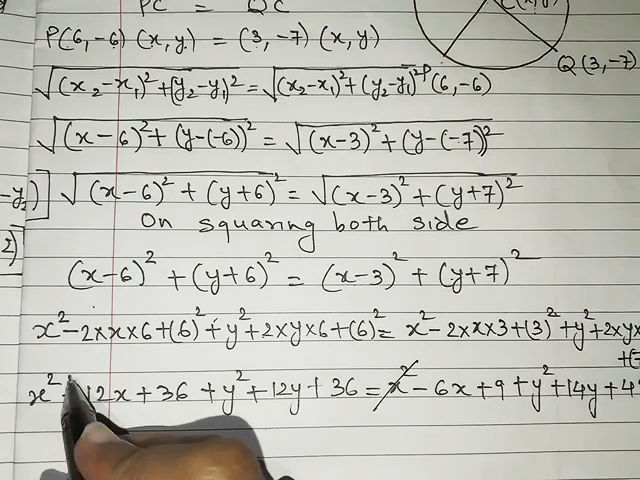 PC = QC
C(x,y)
P(6,-6) (x, y) = (3, -7) (x, y)
Q(3,-7)
√(x₂-x₁)²+(y₂-y₁)² = √(x₂-x₁)²+(y₂-y₁)² P(6,-6)
√(x-6)²+(y-(-6))² = √(x-3)²+(y-(-7))²
-y₂)] √(x-6)²+(y+6)² = √(x-3)²+(y+7)²
On squaring both side
2)]
(x-6)²+(y+6)² = (x-3)²+(y+7)²
x²-2×x×6+(6)²+y²+2×y×6+(6)² = x²-2×x×3+(3)²+y²+2×y×
+(7
x²-12x+36+y²+12y+36 = x²-6x+9+y²+14y+49